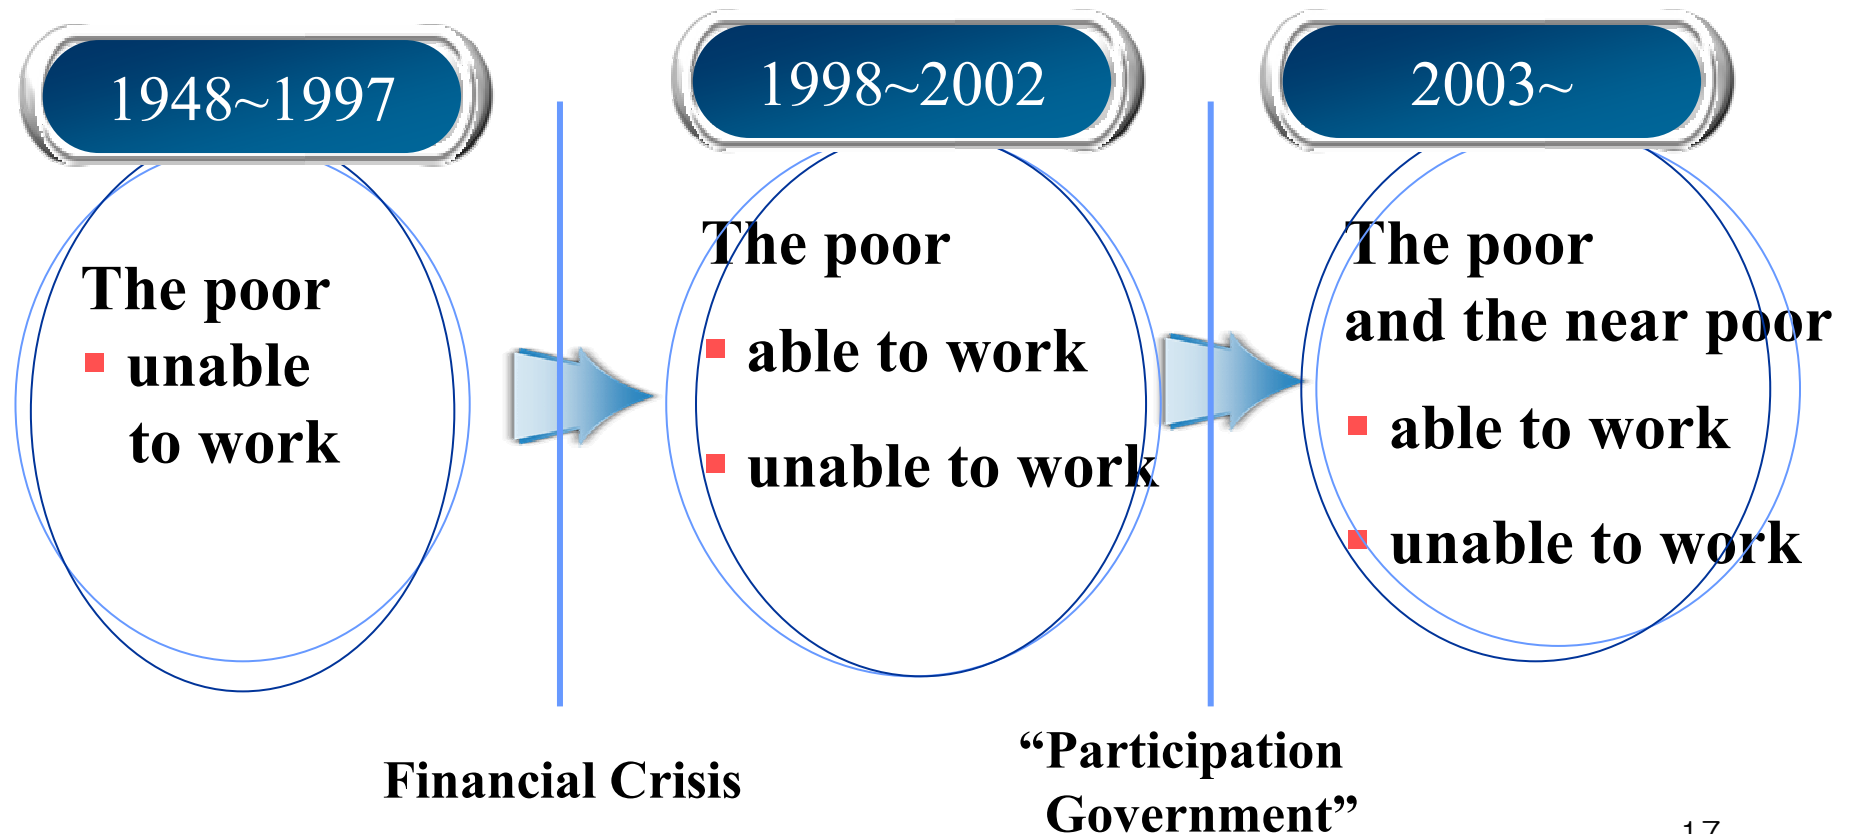 1948~1997
The poor
unable
to work
1998~2002
The poor
able to work
unable to work
2003~
The poor
and the near poor
able to work
unable to work
Financial Crisis
“Participation
Government”
17